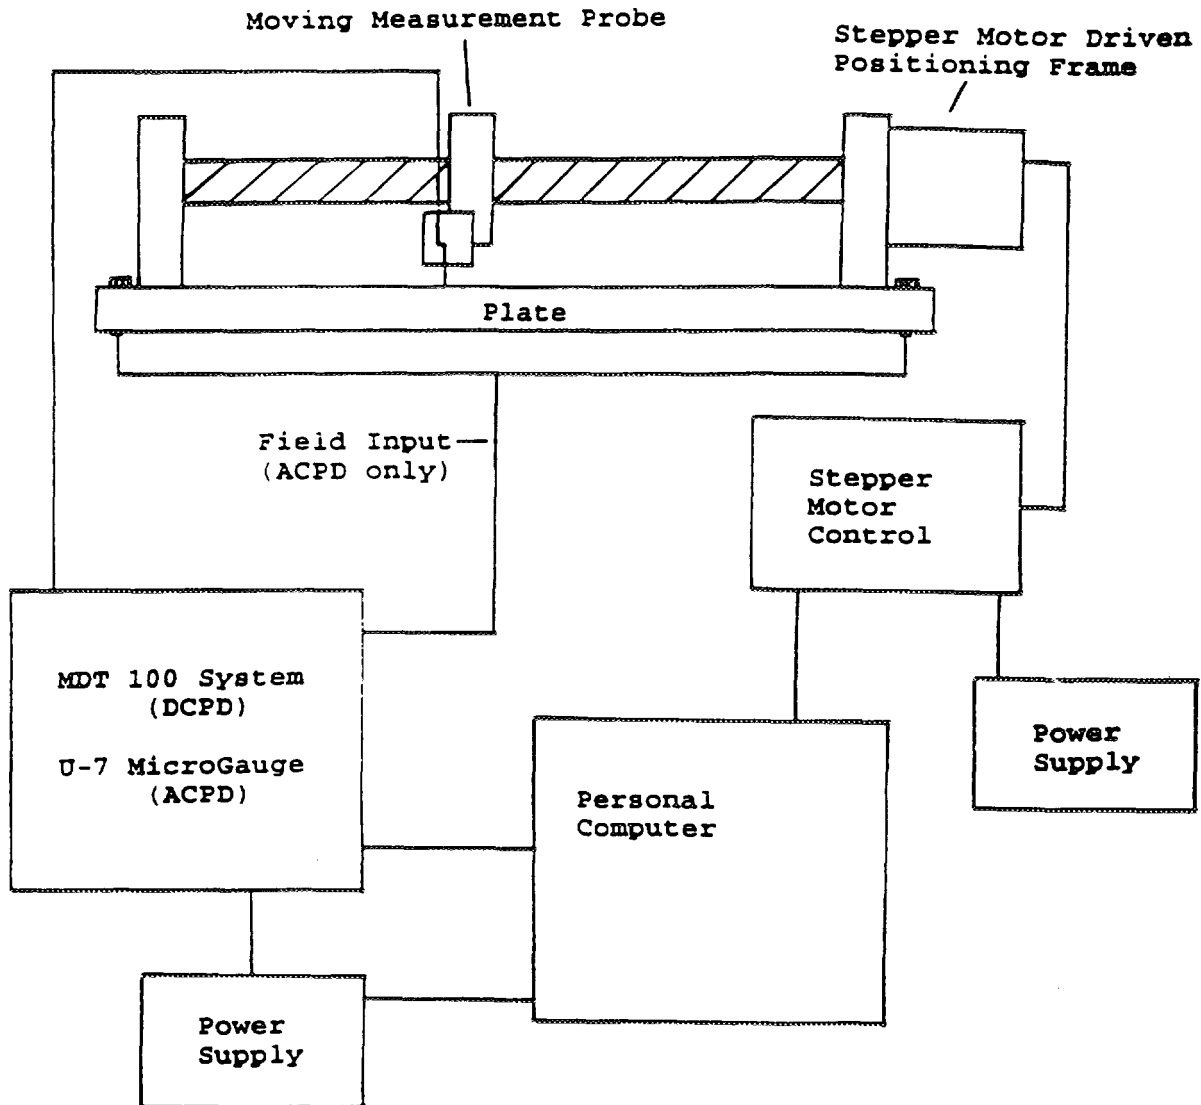 Moving Measurement Probe
Stepper Motor Driven
Positioning Frame
Plate
Field Input
(ACPD only)
Stepper
Motor
Control
MDT 100 System
(DCPD)
U-7 MicroGauge
(ACPD)
Power
Supply
Personal
Computer
Power
Supply